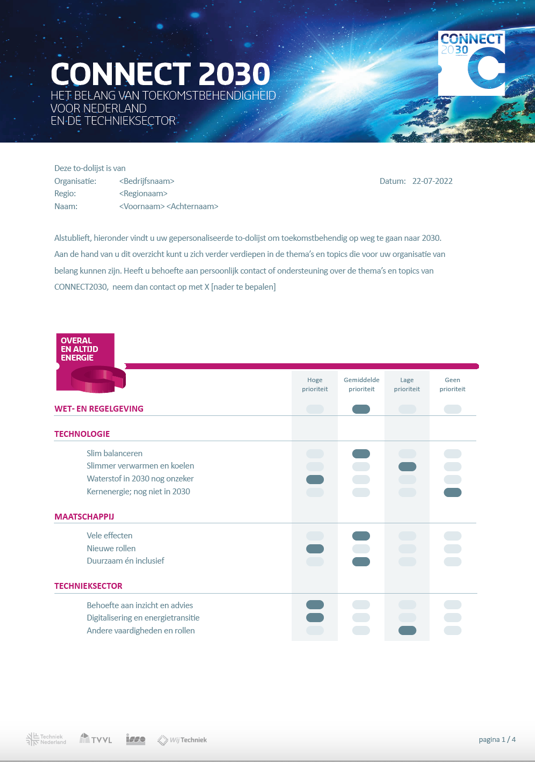 CONNECT
2030
CONNECT 2030
HET BELANG VAN TOEKOMSTBEHENDIGHEID
VOOR NEDERLAND
EN DE TECHNIEKSECTOR
Deze to-dolijst is van
Organisatie: <Bedrijfsnaam> Datum: 22-07-2022
Regio: <Regionaam>
Naam: <Voornaam> <Achternaam>
Alstublieft, hieronder vindt u uw gepersonaliseerde to-dolijst om toekomstbehendig op weg te gaan naar 2030.
Aan de hand van u dit overzicht kunt u zich verder verdiepen in de thema's en topics die voor uw organisatie van
belang kunnen zijn. Heeft u behoefte aan persoonlijk contact of ondersteuning over de thema's en topics van
CONNECT2030, neem dan contact op met X [nader te bepalen]
OVERAL
EN ALTIJD
ENERGIE
Hoge prioriteit Gemiddelde prioriteit Lage prioriteit Geen prioriteit
WET- EN REGELGEVING
TECHNOLOGIE
Slim balanceren
Slimmer verwarmen en koelen
Waterstof in 2030 nog onzeker
Kernenergie; nog niet in 2030
MAATSCHAPPIJ
Vele effecten
Nieuwe rollen
Duurzaam én inclusief
TECHNIEKSECTOR
Behoefte aan inzicht en advies
Digitalisering en energietransitie
Andere vaardigheden en rollen
Techniek
Nederland
TVVL
isso
Wij Techniek
pagina 1 / 4